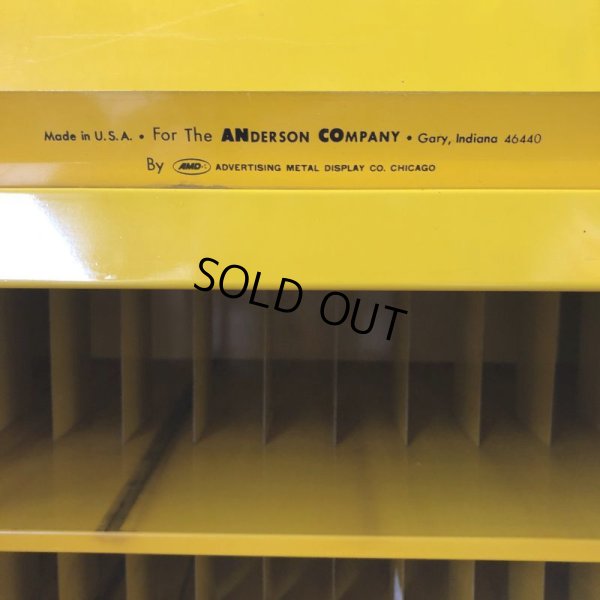 Made in U.S.A. • For The ANDERSON COMPANY • Gary, Indiana 46440
By AMD ADVERTISING METAL DISPLAY CO. CHICAGO
SOLD OUT